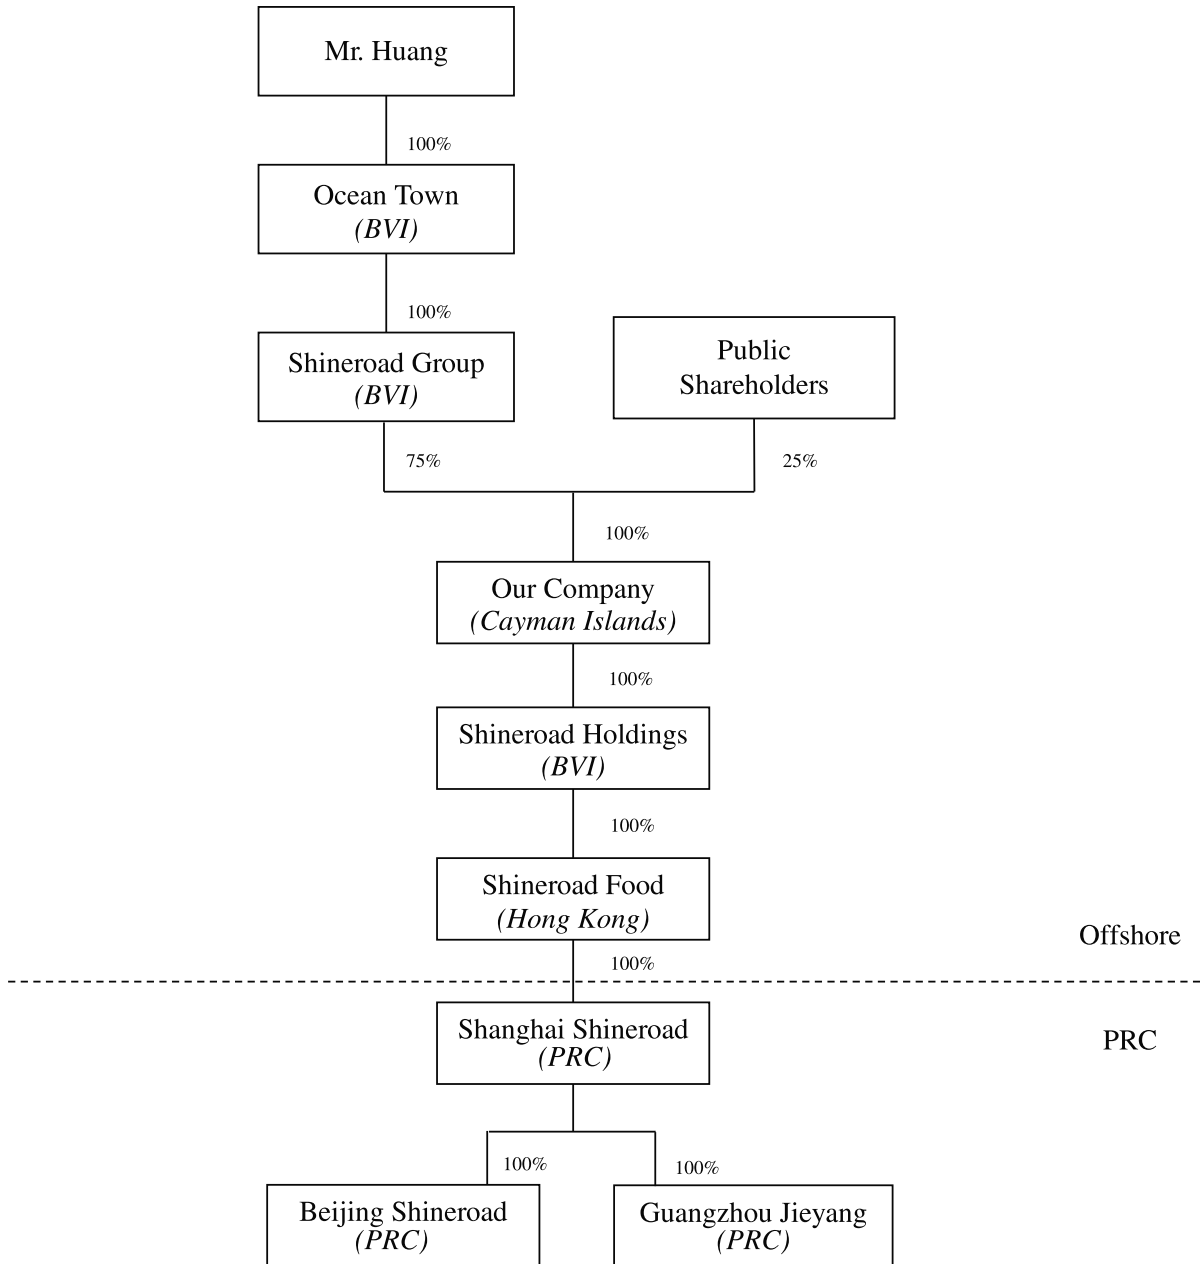 Mr. Huang
100%
Ocean Town
(BVI)
100%
Shineroad Group
(BVI)
Public
Shareholders
75%
25%
100%
Our Company
(Cayman Islands)
100%
Shineroad Holdings
(BVI)
100%
Shineroad Food
(Hong Kong)
Offshore
100%
Shanghai Shineroad
(PRC)
PRC
100%
100%
Beijing Shineroad
(PRC)
Guangzhou Jieyang
(PRC)